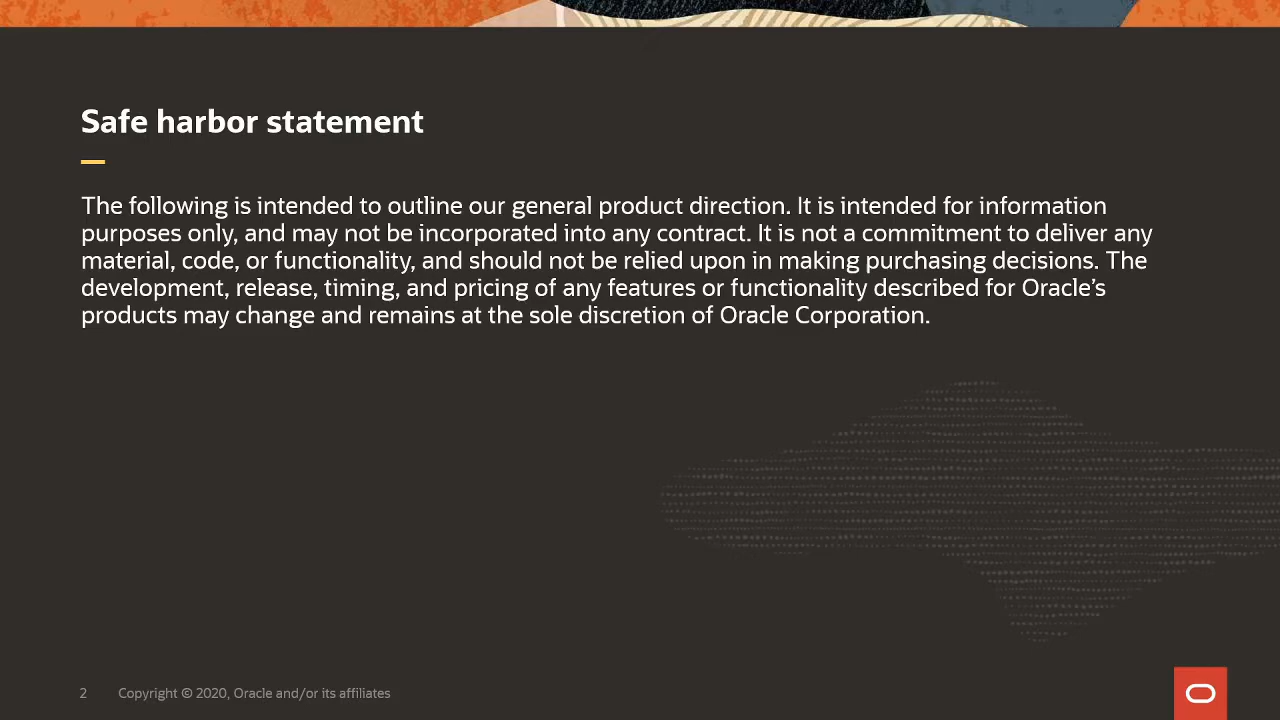 Safe harbor statement
The following is intended to outline our general product direction. It is intended for information
purposes only, and may not be incorporated into any contract. It is not a commitment to deliver any
material, code, or functionality, and should not be relied upon in making purchasing decisions. The
development, release, timing, and pricing of any features or functionality described for Oracle’s
products may change and remains at the sole discretion of Oracle Corporation.
2 Copyright © 2020, Oracle and/or its affiliates